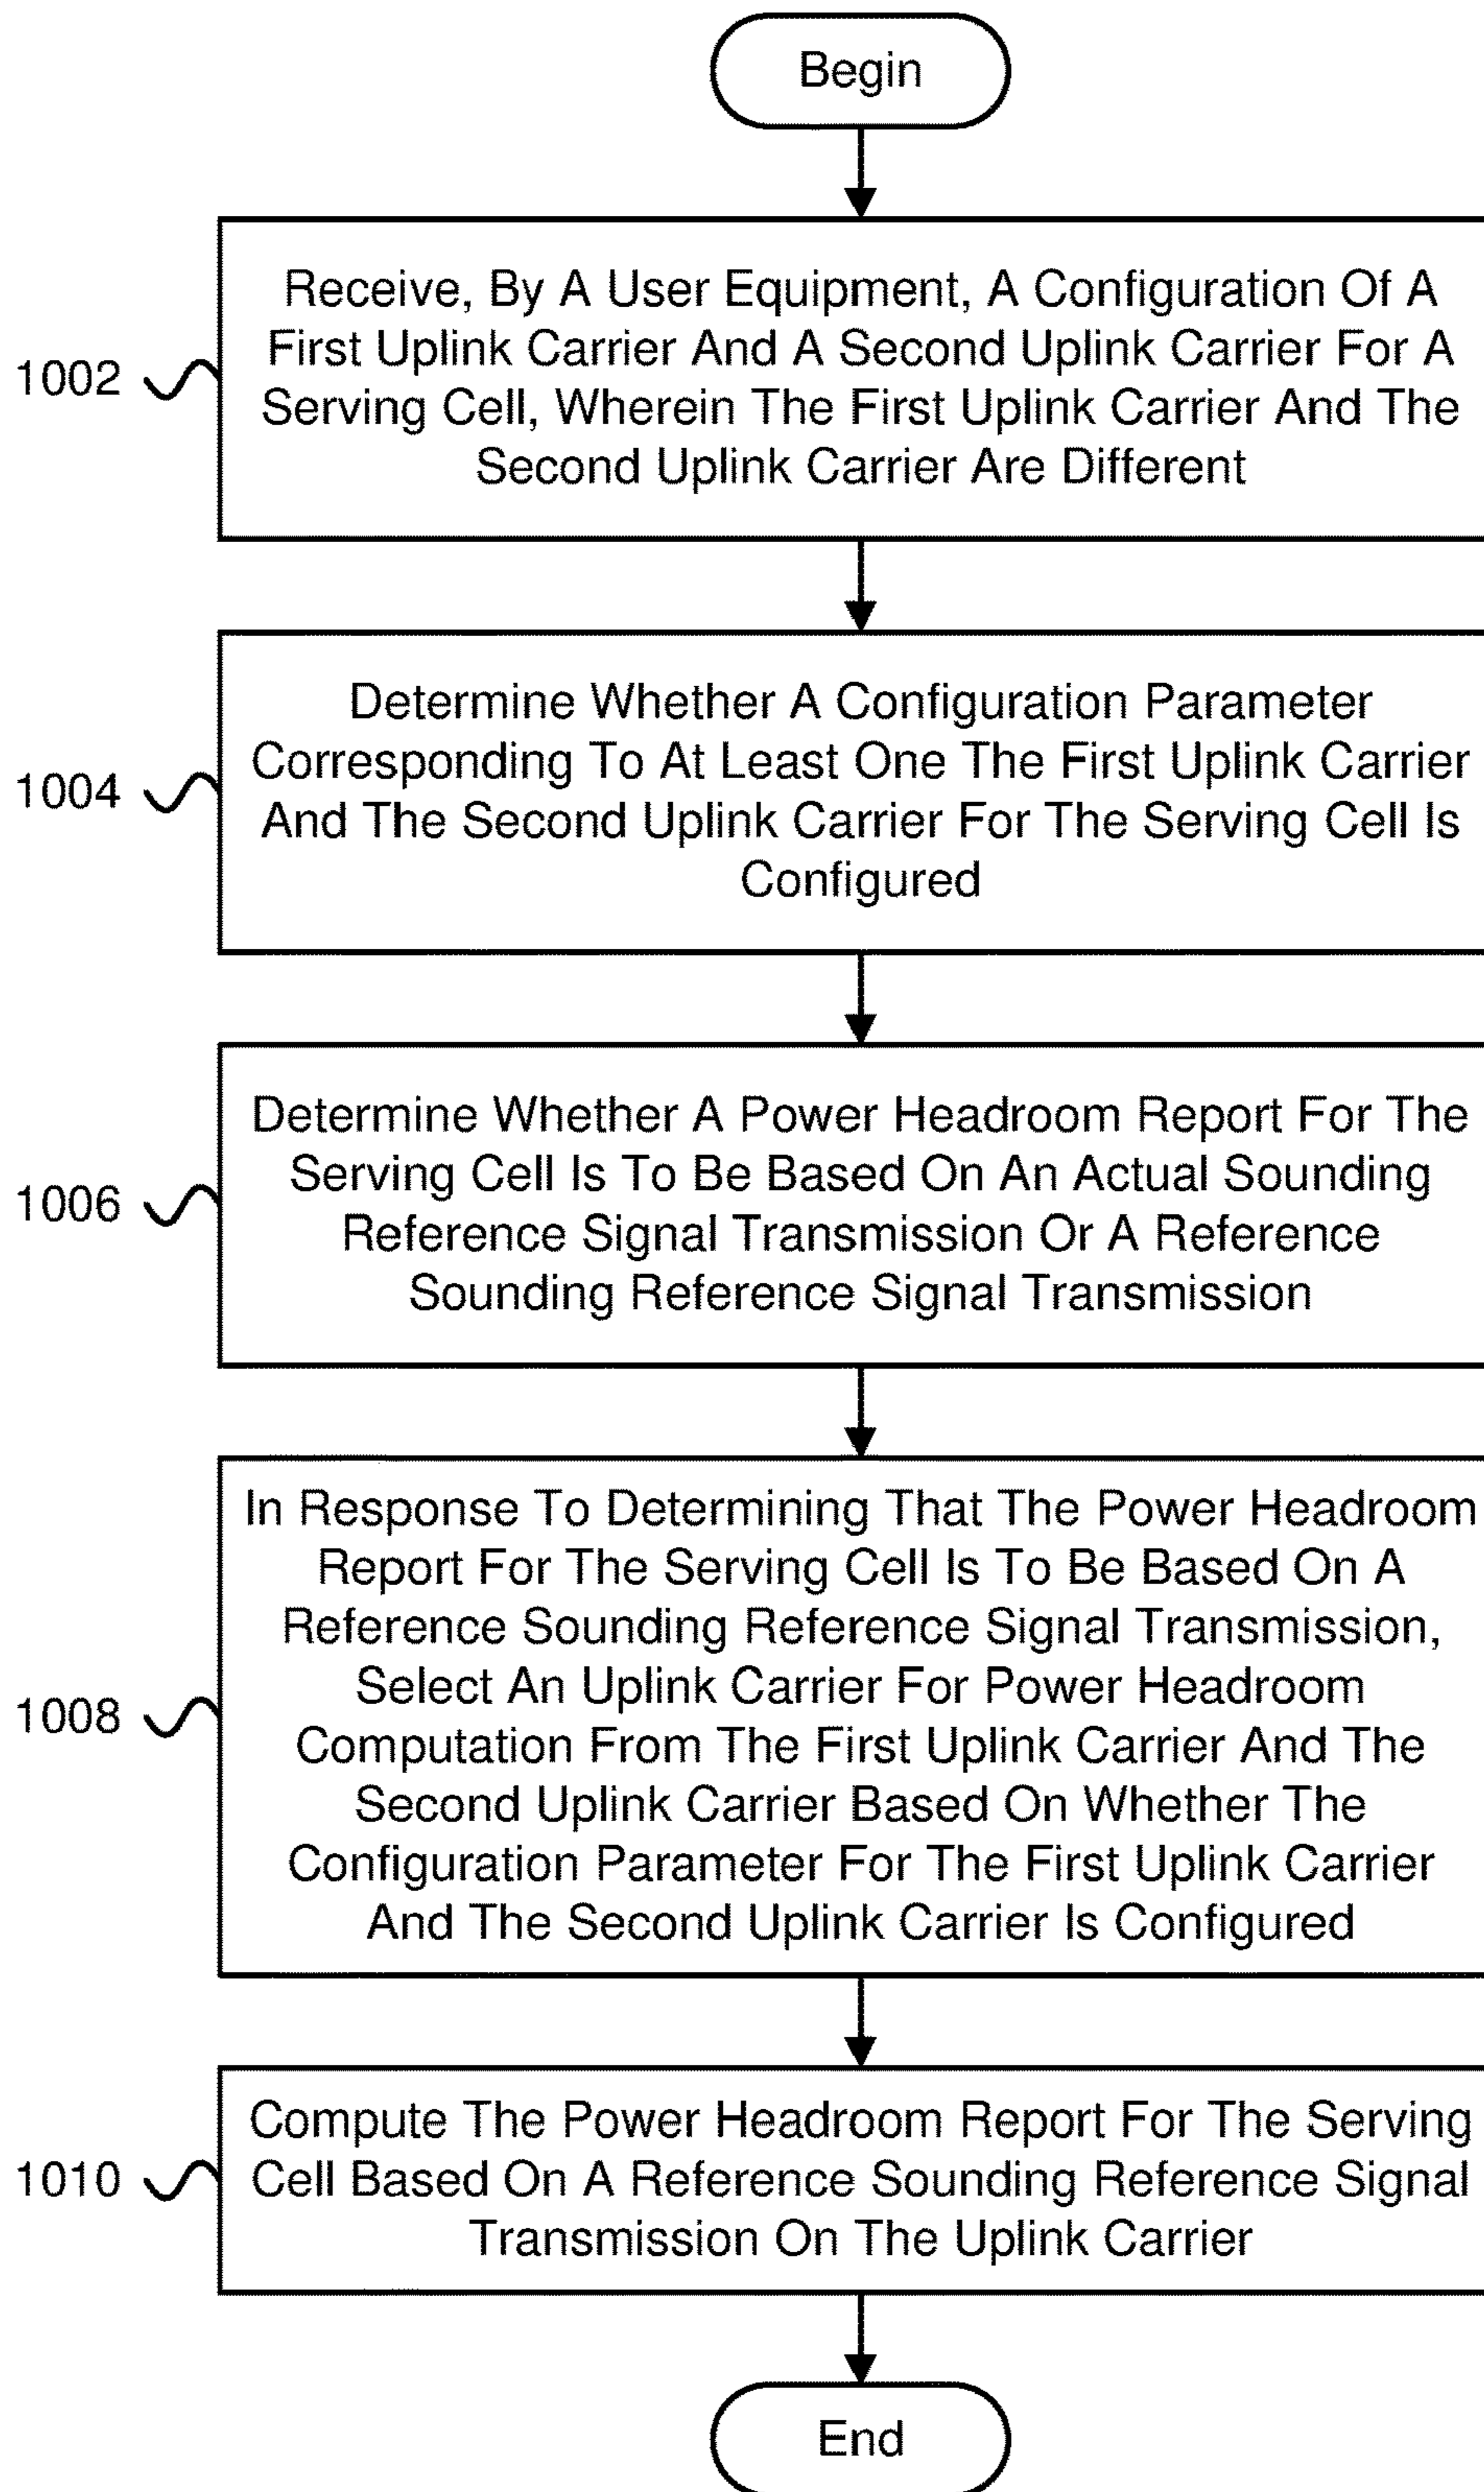 Begin
1002
Receive, By A User Equipment, A Configuration Of A
First Uplink Carrier And A Second Uplink Carrier For A
Serving Cell, Wherein The First Uplink Carrier And The
Second Uplink Carrier Are Different
1004
Determine Whether A Configuration Parameter
Corresponding To At Least One The First Uplink Carrier
And The Second Uplink Carrier For The Serving Cell Is
Configured
1006
Determine Whether A Power Headroom Report For The
Serving Cell Is To Be Based On An Actual Sounding
Reference Signal Transmission Or A Reference
Sounding Reference Signal Transmission
1008
In Response To Determining That The Power Headroom
Report For The Serving Cell Is To Be Based On A
Reference Sounding Reference Signal Transmission,
Select An Uplink Carrier For Power Headroom
Computation From The First Uplink Carrier And The
Second Uplink Carrier Based On Whether The
Configuration Parameter For The First Uplink Carrier
And The Second Uplink Carrier Is Configured
1010
Compute The Power Headroom Report For The Serving
Cell Based On A Reference Sounding Reference Signal
Transmission On The Uplink Carrier
End